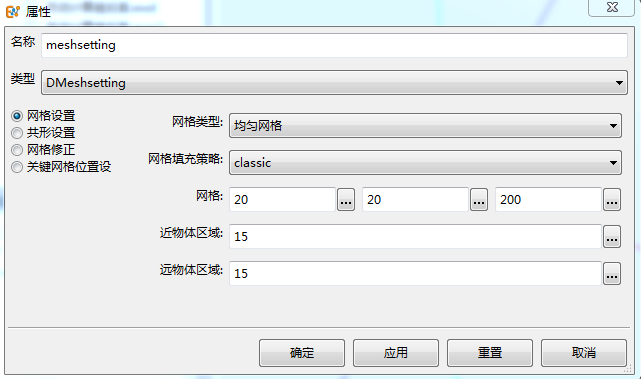 属性
名称 meshsetting
类型 DMeshsetting
网格设置
共形设置
网格修正
关键网格位置设
网格类型: 均匀网格
网格填充策略: classic
网格: 20 ... 20 ... 200 ...
近物体区域: 15 ...
远物体区域: 15 ...
确定 应用 重置 取消